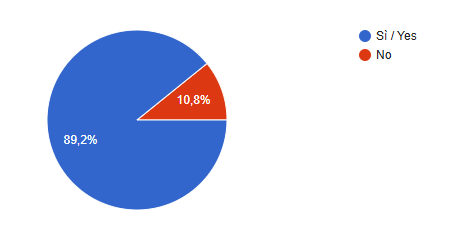 Sì / Yes
No
10,8%
89,2%